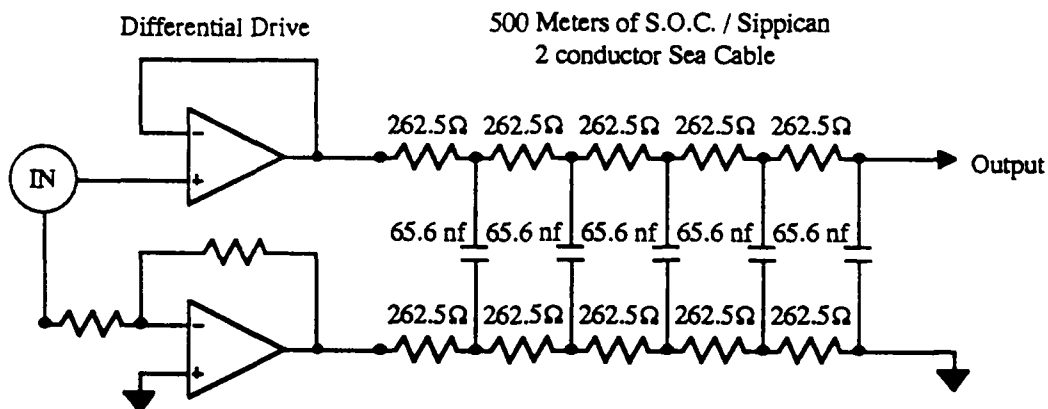 Differential Drive
500 Meters of S.O.C. / Sippican
2 conductor Sea Cable
262.5Ω 262.5Ω 262.5Ω 262.5Ω 262.5Ω
-
+
IN
Output
65.6 nf 65.6 nf 65.6 nf 65.6 nf 65.6 nf
262.5Ω 262.5Ω 262.5Ω 262.5Ω 262.5Ω
-
+